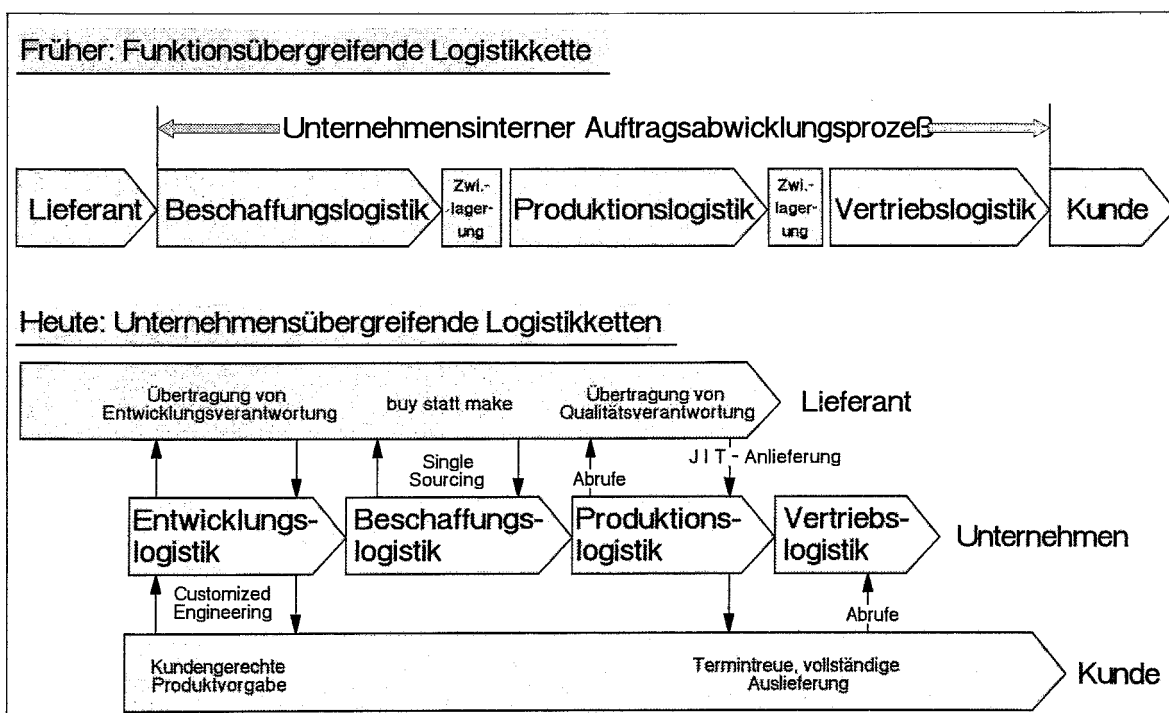 Früher: Funktionsübergreifende Logistikkette
Unternehmensinterner Auftragsabwicklungsprozeß
Lieferant
Beschaffungslogistik
Zwi.-
lager-
ung
Produktionslogistik
Zwi.-
lager-
ung
Vertriebslogistik
Kunde
Heute: Unternehmensübergreifende Logistikketten
Übertragung von
Entwicklungsverantwortung
buy statt make
Übertragung von
Qualitätsverantwortung
Lieferant
Single
Sourcing
Abrufe
JIT - Anlieferung
Entwicklungs-
logistik
Beschaffungs-
logistik
Produktions-
logistik
Vertriebs-
logistik
Unternehmen
Customized
Engineering
Abrufe
Kundengerechte
Produktvorgabe
Termintreue, vollständige
Auslieferung
Kunde